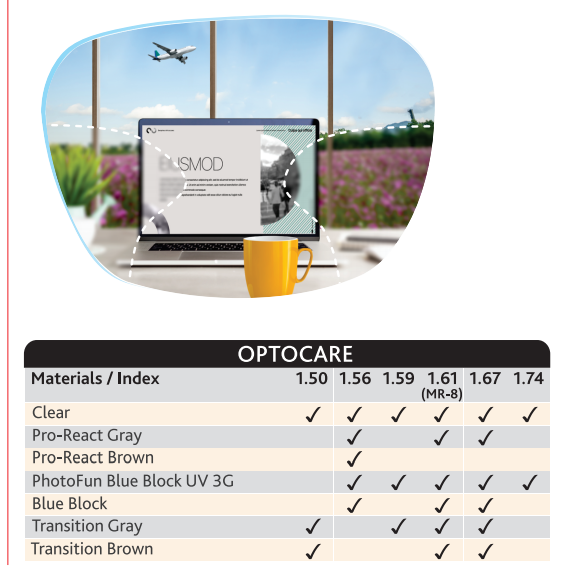 EUSMOD
OPTOCARE
Materials / Index 1.50 1.56 1.59 1.61 1.67 1.74
(MR-8)
Clear ✓ ✓ ✓ ✓ ✓ ✓
Pro-React Gray ✓ ✓ ✓
Pro-React Brown ✓
PhotoFun Blue Block UV 3G ✓ ✓ ✓ ✓ ✓
Blue Block ✓ ✓ ✓
Transition Gray ✓ ✓ ✓ ✓
Transition Brown ✓ ✓ ✓